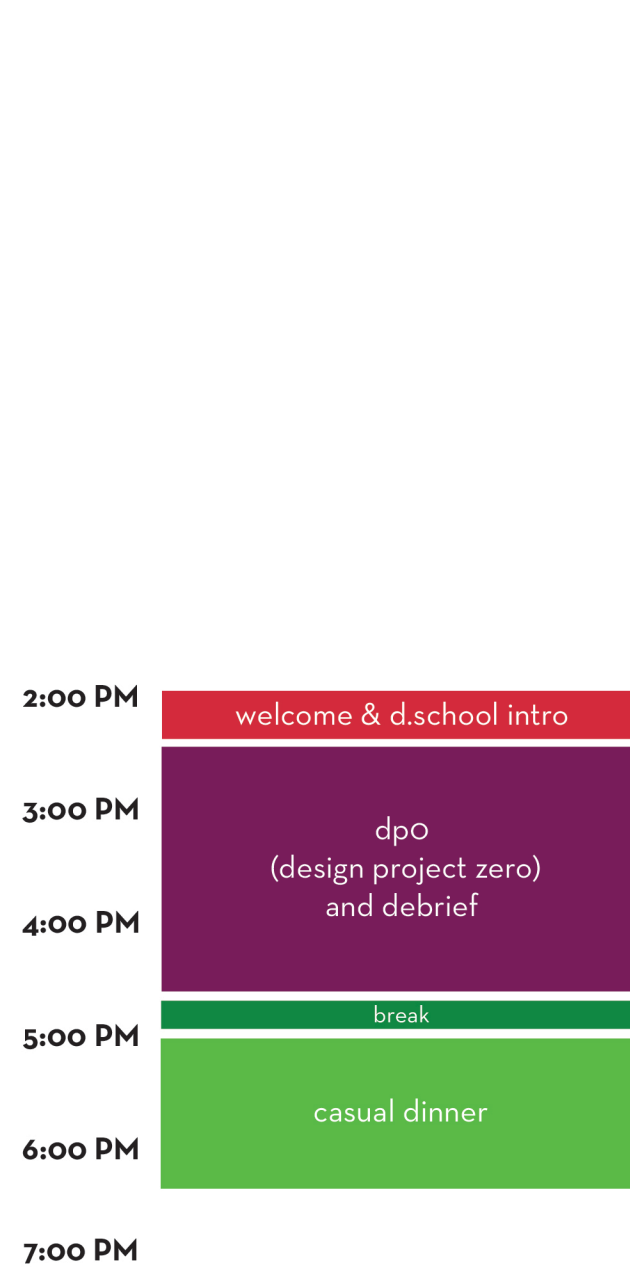 2:00 PM
welcome & d.school intro
3:00 PM
dp0
(design project zero)
and debrief
4:00 PM
break
5:00 PM
casual dinner
6:00 PM
7:00 PM